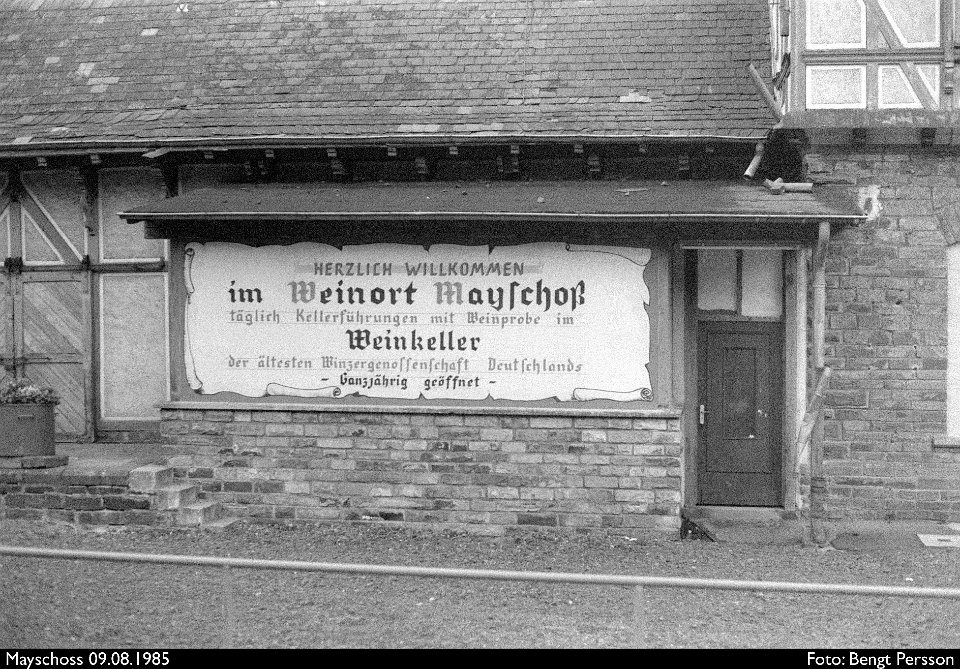 HERZLICH WILLKOMMEN
im Weinort Mayſchoß
täglich Kellerführungen mit Weinprobe im
Weinkeller
der ältesten Winzergenoſſenſchaft Deutſchlands
- Ganzjährig geöffnet -
Mayschoss 09.08.1985
Foto: Bengt Persson